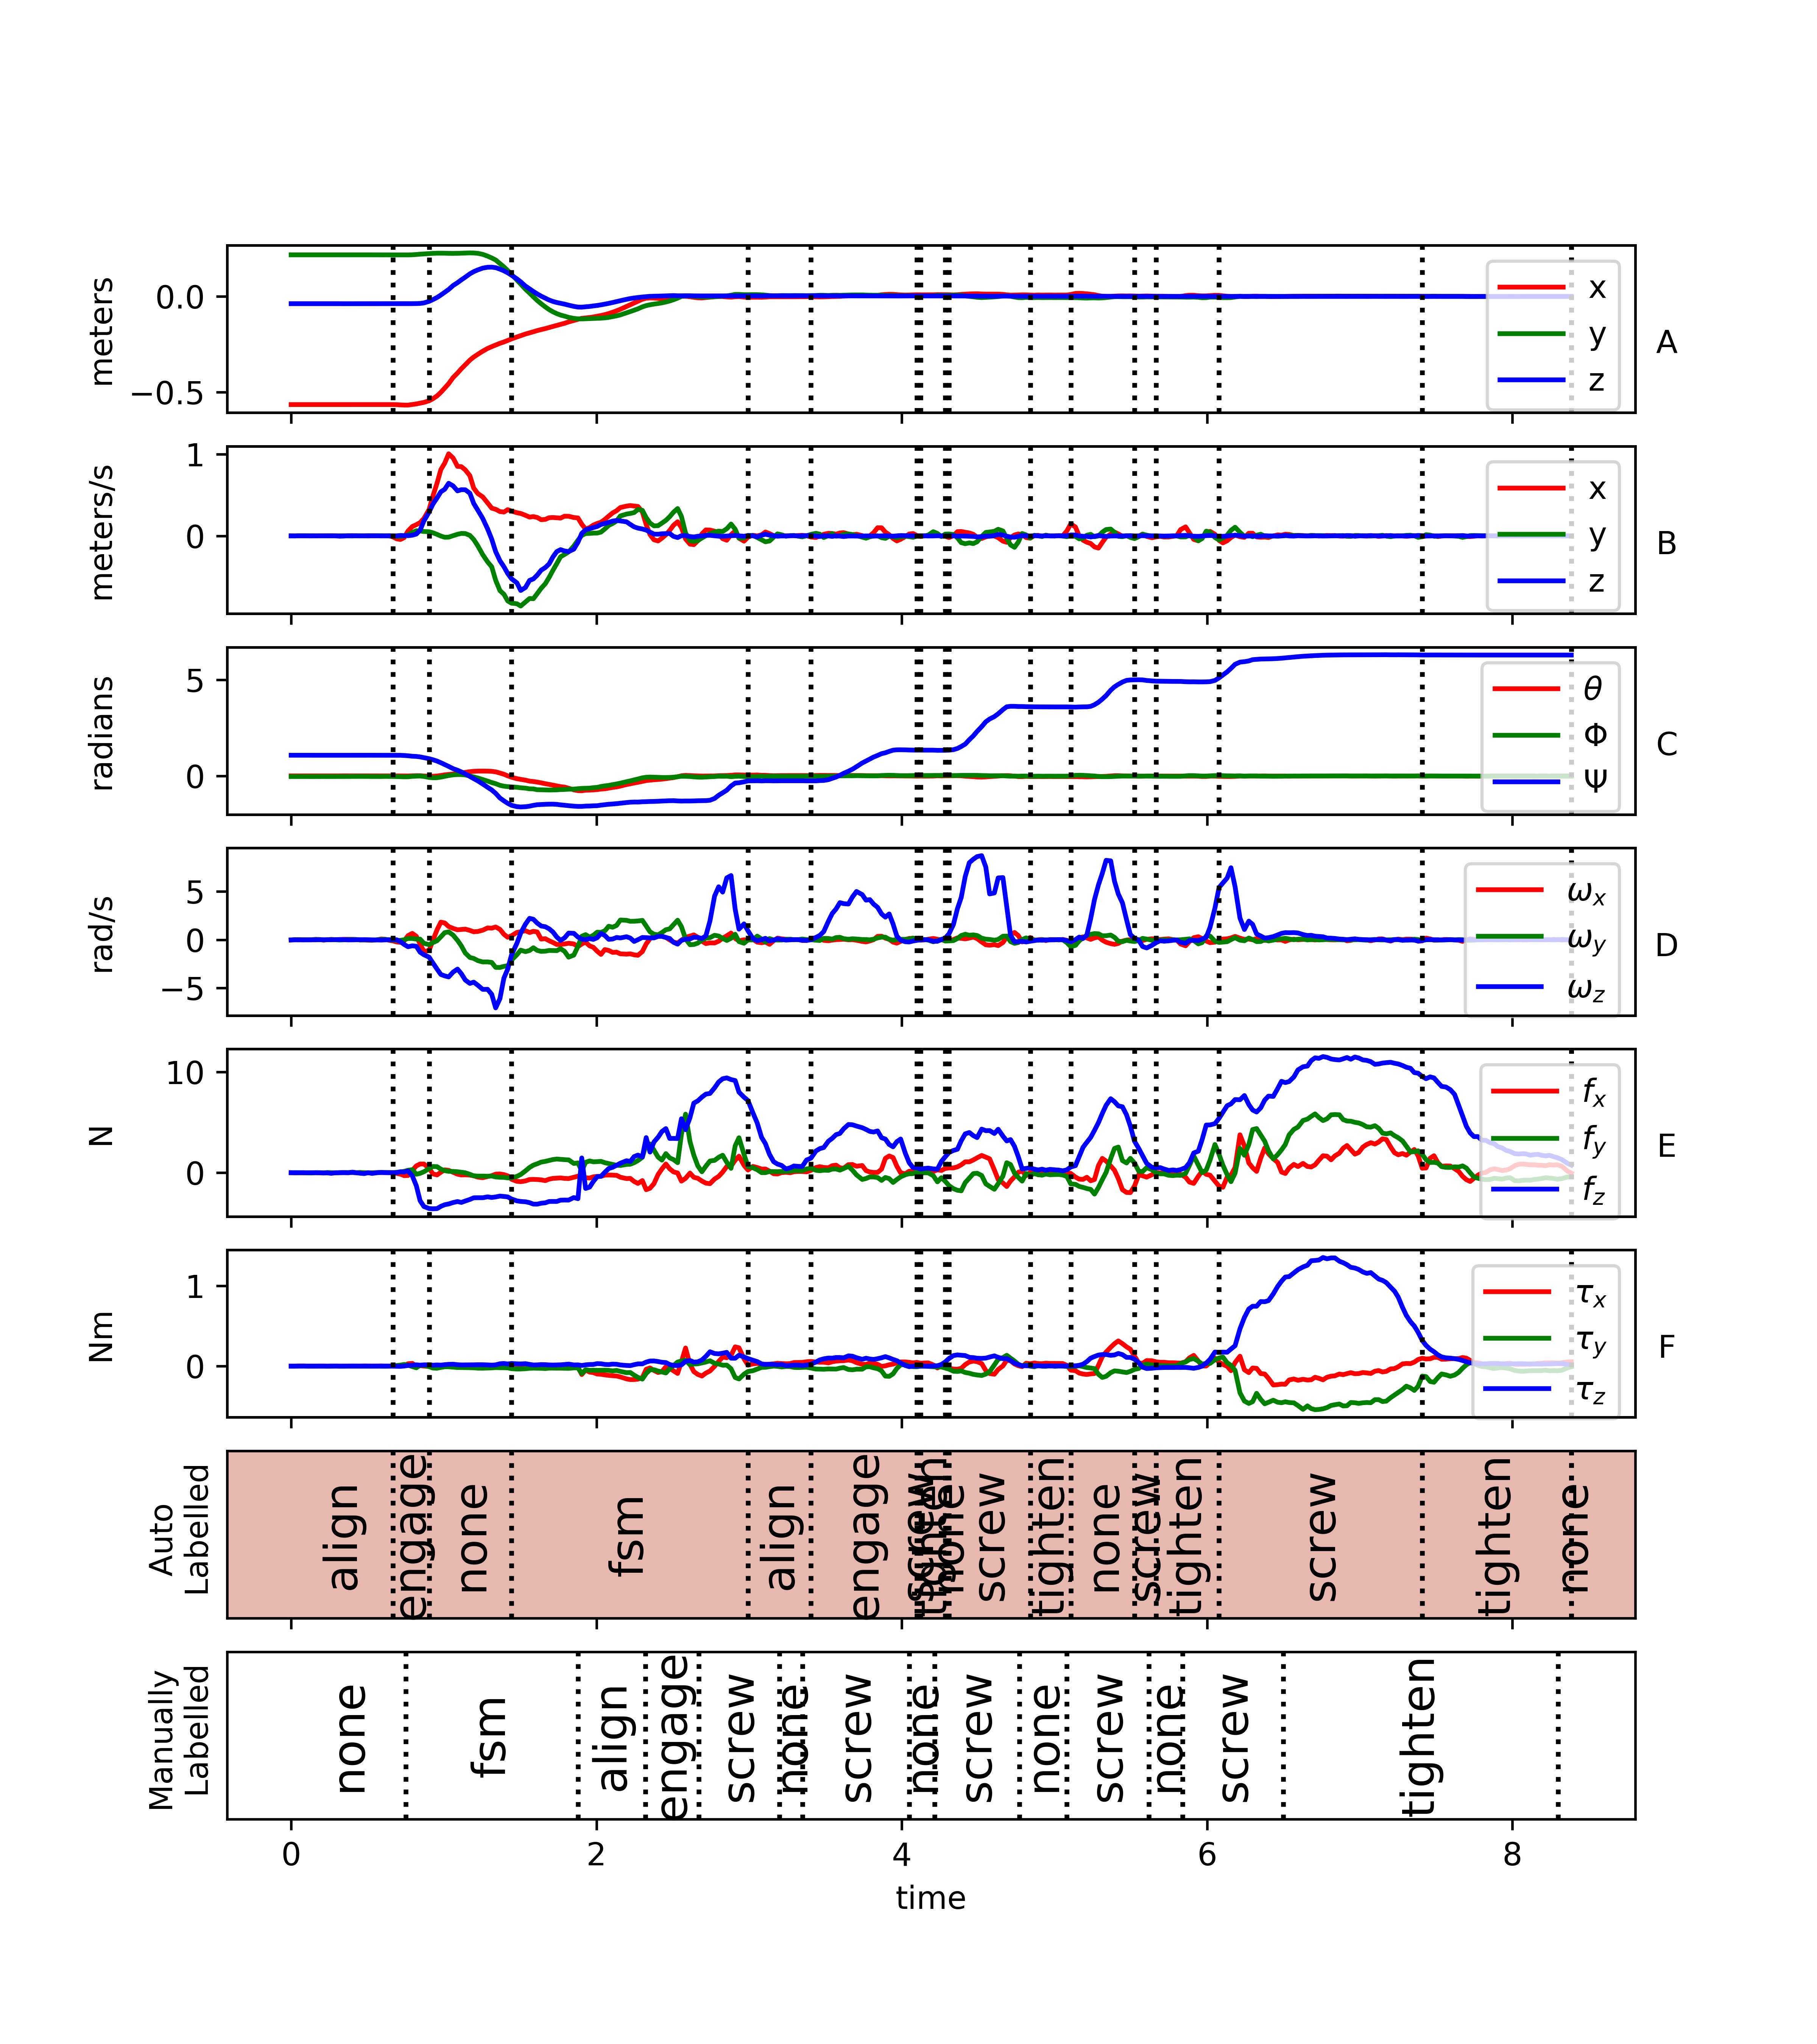 meters
0.0
−0.5
x
y
z
A
meters/s
1
0
x
y
z
B
radians
5
0
θ
Φ
Ψ
C
rad/s
5
0
−5
ωx
ωy
ωz
D
N
10
0
fx
fy
fz
E
Nm
1
0
τx
τy
τz
F
Auto
Labelled
align
engage
none
fsm
align
engage
screw
tighten
none
screw
tighten
none
screw
tighten
screw
tighten
none
Manually
Labelled
none
fsm
align
engage
screw
none
screw
none
screw
none
screw
none
screw
tighten
0 2 4 6 8
time